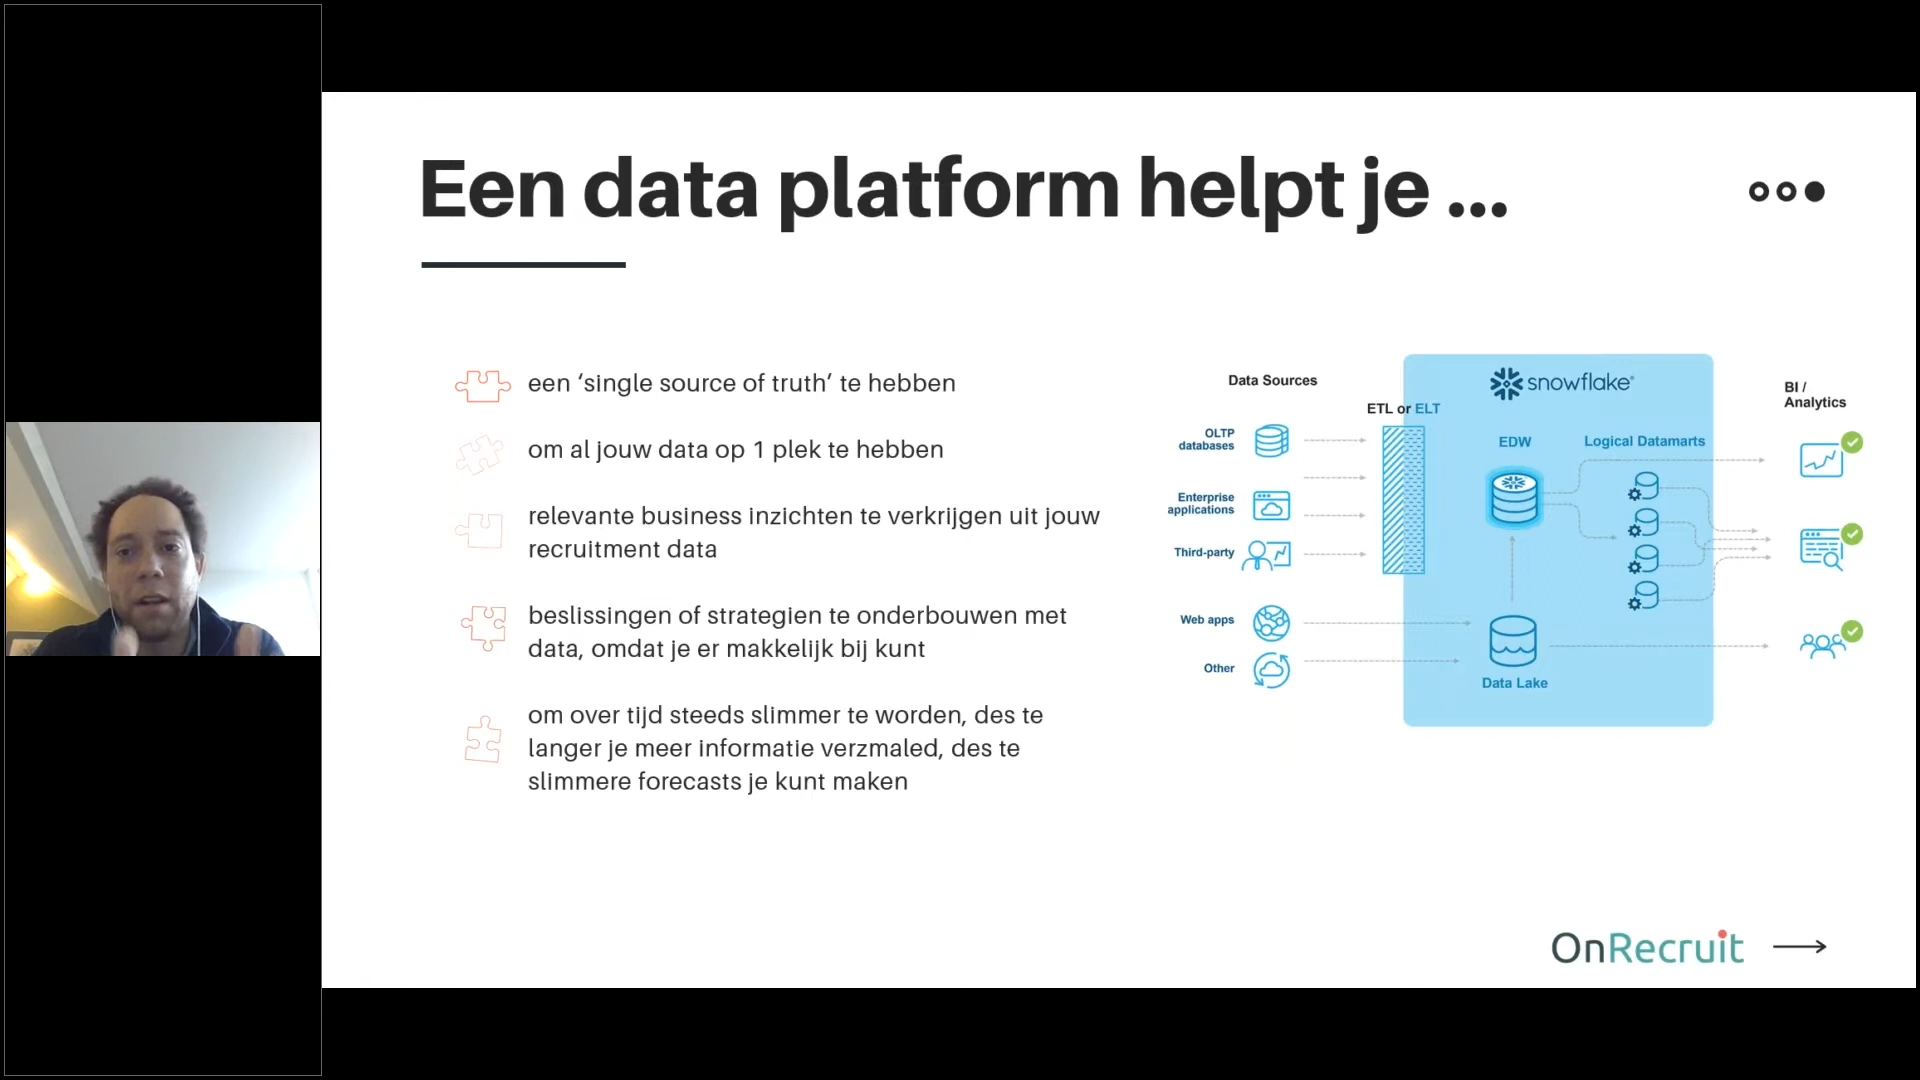 Een data platform helpt je ...
een ‘single source of truth’ te hebben
om al jouw data op 1 plek te hebben
relevante business inzichten te verkrijgen uit jouw
recruitment data
beslissingen of strategien te onderbouwen met
data, omdat je er makkelijk bij kunt
om over tijd steeds slimmer te worden, des te
langer je meer informatie verzmaled, des te
slimmere forecasts je kunt maken
Data Sources
ETL or ELT
OLTP
databases
Enterprise
applications
Third-party
Web apps
Other
snowflake®
EDW
Logical Datamarts
Data Lake
BI /
Analytics
OnRecruit